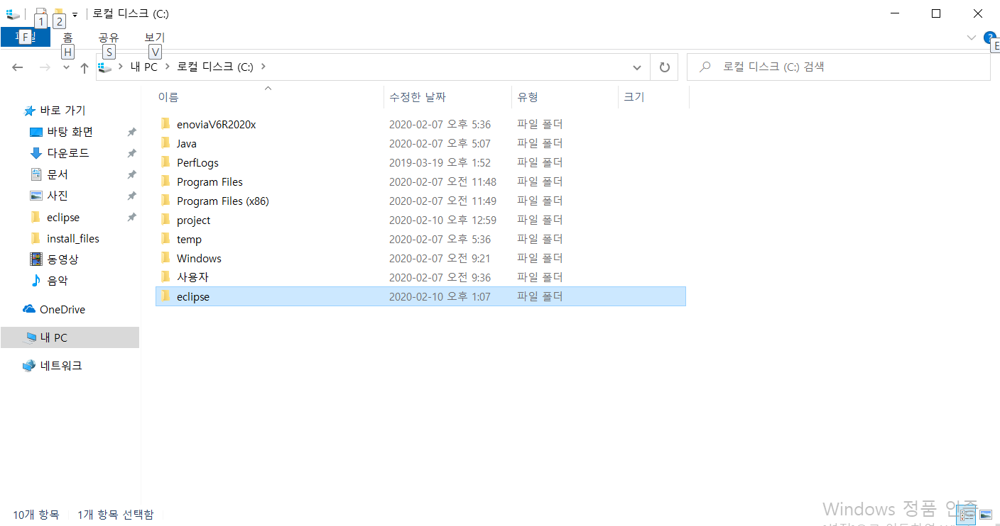 1 2 로컬 디스크 (C:)
F 홈 공유 보기
H S V E
내 PC 로컬 디스크 (C:) 로컬 디스크 (C:) 검색
이름 수정한 날짜 유형 크기
바로 가기
바탕 화면
다운로드
문서
사진
eclipse
install_files
동영상
음악
OneDrive
내 PC
네트워크
enoviaV6R2020x 2020-02-07 오후 5:36 파일 폴더
Java 2020-02-07 오후 5:07 파일 폴더
PerfLogs 2019-03-19 오후 1:52 파일 폴더
Program Files 2020-02-07 오전 11:48 파일 폴더
Program Files (x86) 2020-02-07 오전 11:49 파일 폴더
project 2020-02-10 오후 12:59 파일 폴더
temp 2020-02-07 오후 5:36 파일 폴더
Windows 2020-02-07 오전 9:21 파일 폴더
사용자 2020-02-07 오전 9:36 파일 폴더
eclipse 2020-02-10 오후 1:07 파일 폴더
10개 항목 1개 항목 선택함
Windows 정품 인증